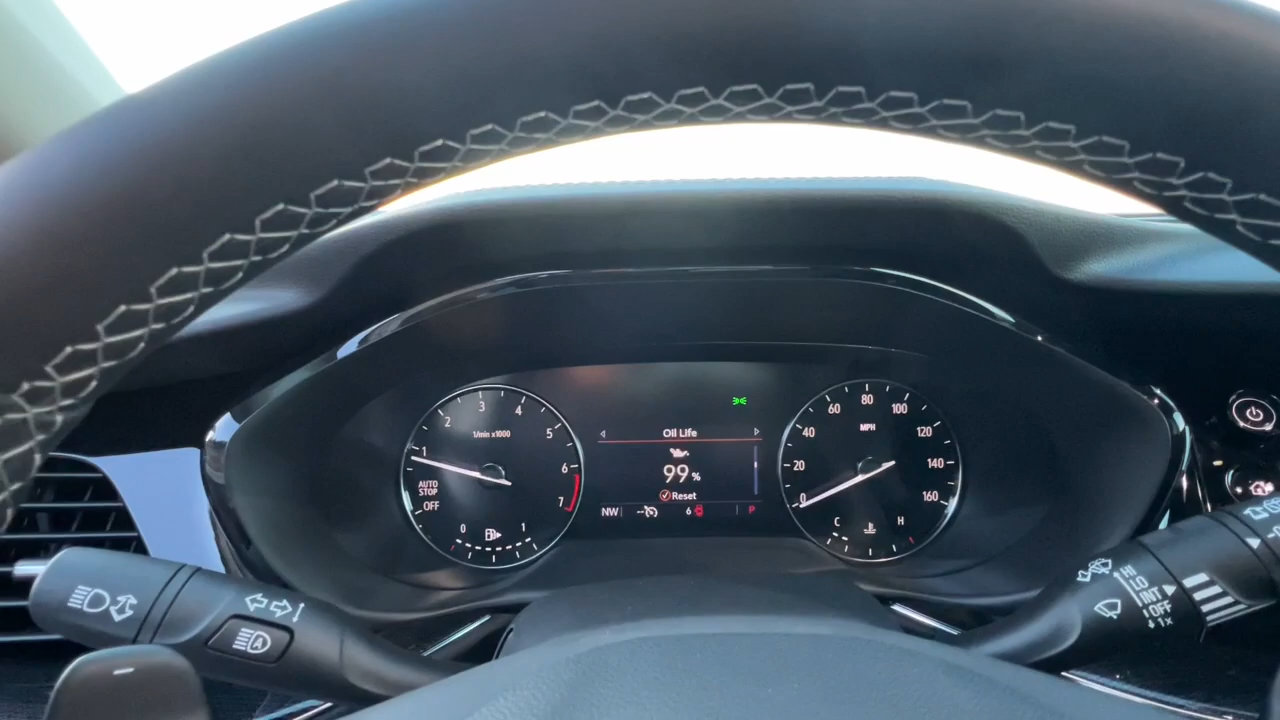 1 2 3 4 5 6 7
1/min x1000
AUTO
STOP
OFF
0 1
Oil Life
99 %
Reset
NW
--
6
P
0 20 40 60 80 100 120 140 160
MPH
C H
A
HI
LO
INT
OFF
1x